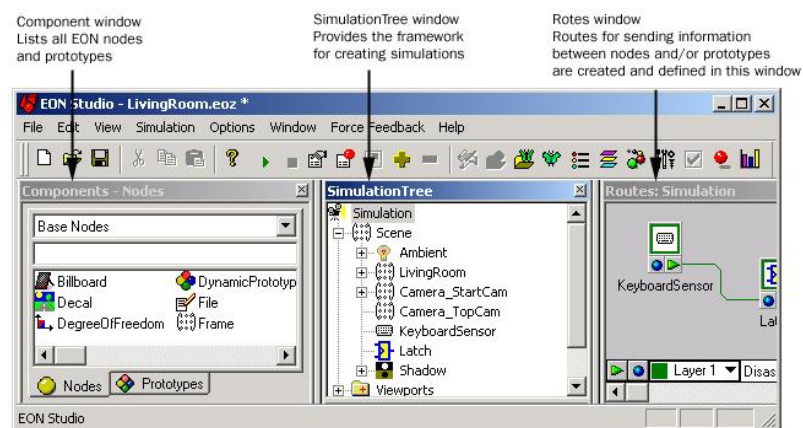 Component window
Lists all EON nodes
and prototypes
SimulationTree window
Provides the framework
for creating simulations
Rotes window
Routes for sending information
between nodes and/or prototypes
are created and defined in this window
EON Studio - LivingRoom.eoz *
File Edit View Simulation Options Window Force Feedback Help
Components - Nodes
Base Nodes
Billboard
DynamicPrototyp
Decal
File
DegreeOfFreedom
Frame
Nodes
Prototypes
SimulationTree
Simulation
Scene
Ambient
LivingRoom
Camera_StartCam
Camera_TopCam
KeyboardSensor
Latch
Shadow
Viewports
Routes: Simulation
KeyboardSensor
Lat
Layer 1
Disas
EON Studio